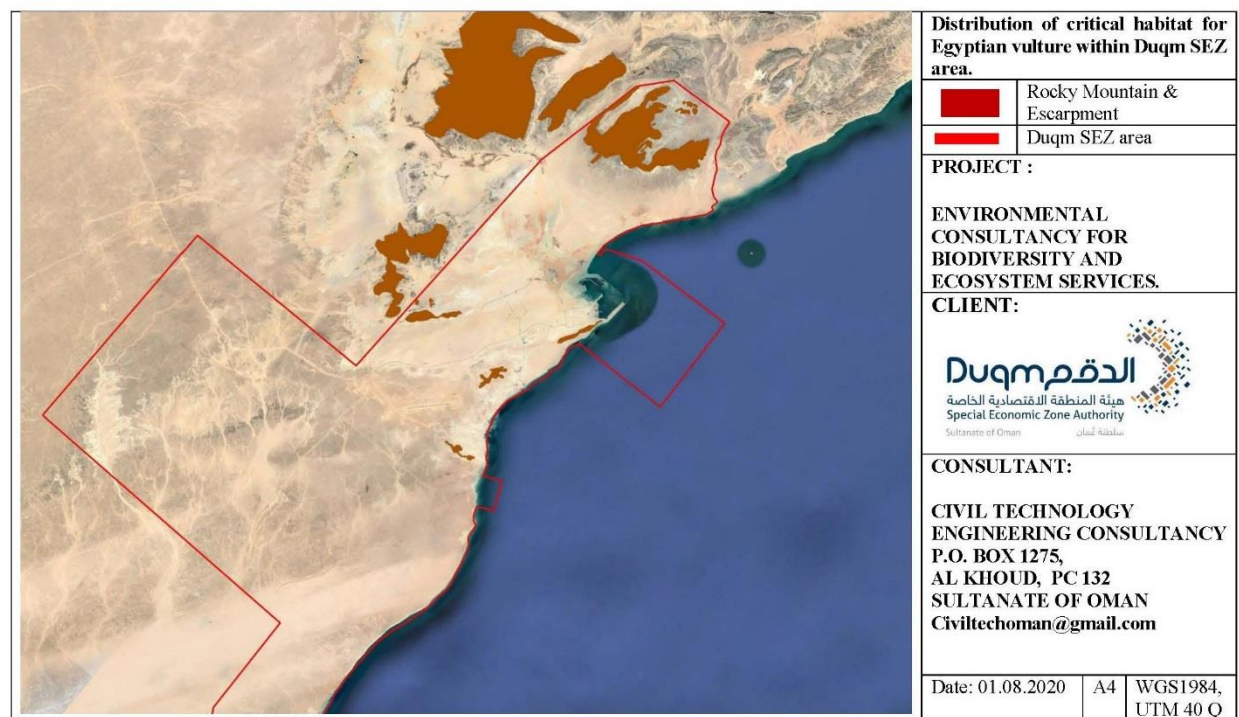 Distribution of critical habitat for
Egyptian vulture within Duqm SEZ
area.
Rocky Mountain &
Escarpment
Duqm SEZ area
PROJECT :
ENVIRONMENTAL
CONSULTANCY FOR
BIODIVERSITY AND
ECOSYSTEM SERVICES.
CLIENT:
Duqm الدقم
هيئة المنطقة الاقتصادية الخاصة
Special Economic Zone Authority
Sultanate of Oman سلطنة عُمان
CONSULTANT:
CIVIL TECHNOLOGY
ENGINEERING CONSULTANCY
P.O. BOX 1275,
AL KHOUD, PC 132
SULTANATE OF OMAN
Civiltechoman@gmail.com
Date: 01.08.2020 A4 WGS1984,
UTM 40 Q